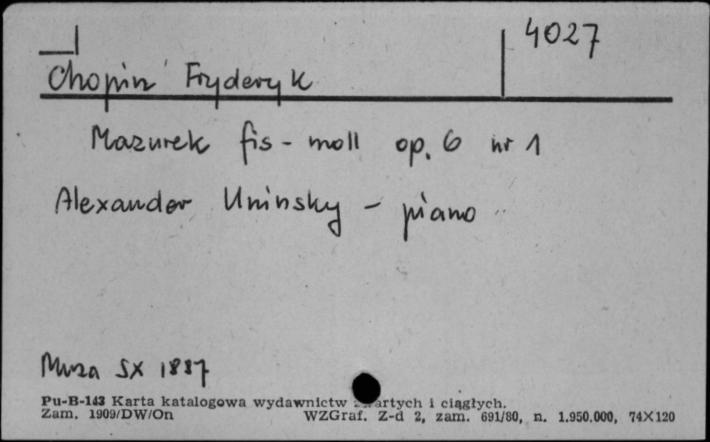 4027
Chopin Fryderyk
Mazurek fis-moll op. 6 nr 1
Alexander Uninsky - piano
Muza SX 1887
Pu-B-143 Karta katalogowa wydawnictw i ciągłych.
Zam. 1909/DW/On WZGraf. Z-d 2, zam. 691/80, n. 1.950.000, 74X120